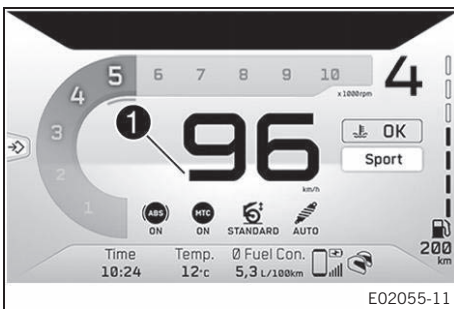 1 2 3 4 5 6 7 8 9 10
x 1000rpm
4
1
96
km/h
OK
Sport
(ABS) MTC
ON ON STANDARD AUTO
200
km
Time Temp. Ø Fuel Con.
10:24 12°C 5,3 L/100km
E02055-11